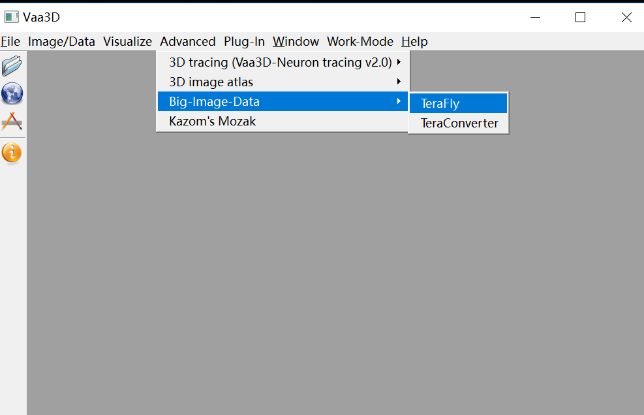 Vaa3D
File Image/Data Visualize Advanced Plug-In Window Work-Mode Help
3D tracing (Vaa3D-Neuron tracing v2.0)
3D image atlas
Big-Image-Data
TeraFly
Kazom's Mozak
TeraConverter